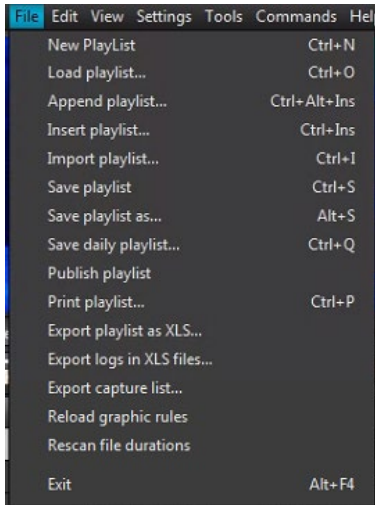 File Edit View Settings Tools Commands
New PlayList Ctrl+N
Load playlist... Ctrl+O
Append playlist... Ctrl+Alt+Ins
Insert playlist... Ctrl+Ins
Import playlist... Ctrl+I
Save playlist Ctrl+S
Save playlist as... Alt+S
Save daily playlist... Ctrl+Q
Publish playlist
Print playlist... Ctrl+P
Export playlist as XLS...
Export logs in XLS files...
Export capture list...
Reload graphic rules
Rescan file durations
Exit Alt+F4